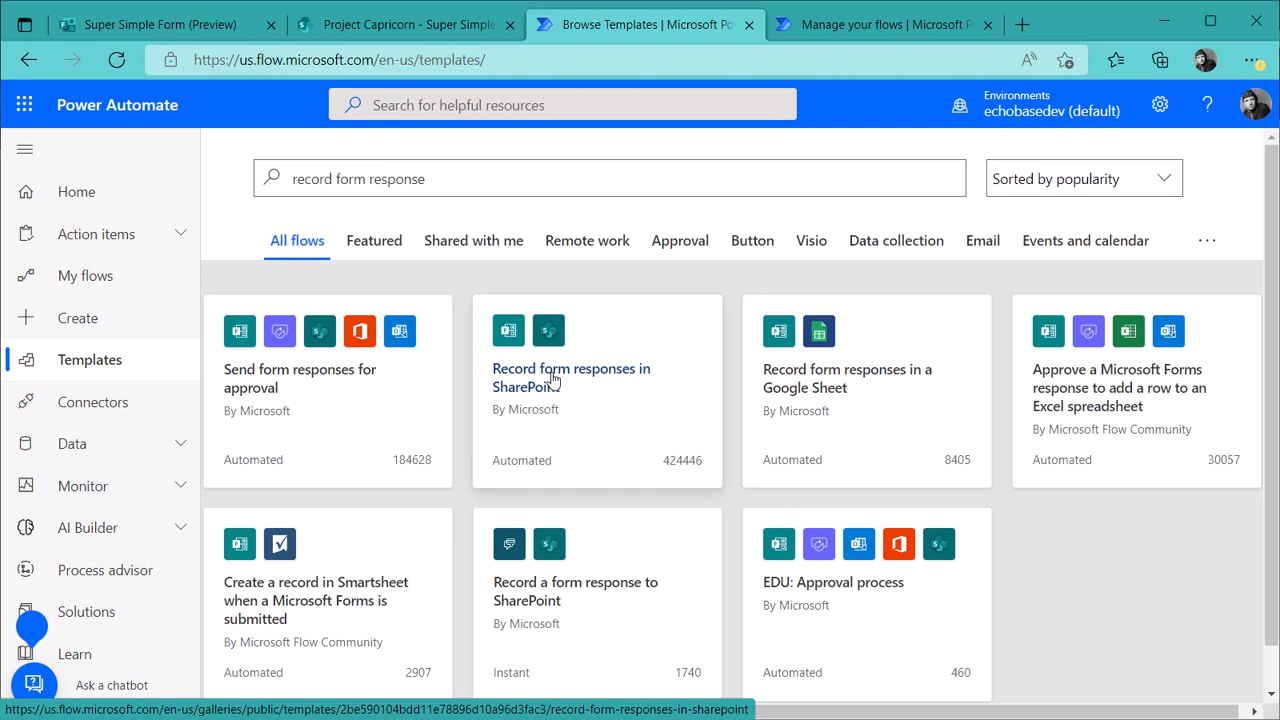 Super Simple Form (Preview)
Project Capricorn - Super Simple
Browse Templates | Microsoft Po
Manage your flows | Microsoft P
https://us.flow.microsoft.com/en-us/templates/
Power Automate
Search for helpful resources
Environments
echobasedev (default)
record form response
Sorted by popularity
Home
Action items
My flows
Create
Templates
Connectors
Data
Monitor
AI Builder
Process advisor
Solutions
Learn
Ask a chatbot
All flows
Featured
Shared with me
Remote work
Approval
Button
Visio
Data collection
Email
Events and calendar
Send form responses for
approval
By Microsoft
Automated
184628
Record form responses in
SharePoint
By Microsoft
Automated
424446
Record form responses in a
Google Sheet
By Microsoft
Automated
8405
Approve a Microsoft Forms
response to add a row to an
Excel spreadsheet
By Microsoft Flow Community
Automated
30057
Create a record in Smartsheet
when a Microsoft Forms is
submitted
By Microsoft Flow Community
Automated
2907
Record a form response to
SharePoint
By Microsoft
Instant
1740
EDU: Approval process
By Microsoft
Automated
460
https://us.flow.microsoft.com/en-us/galleries/public/templates/2be590104bdd11e78896d10a96d3fac3/record-form-responses-in-sharepoint